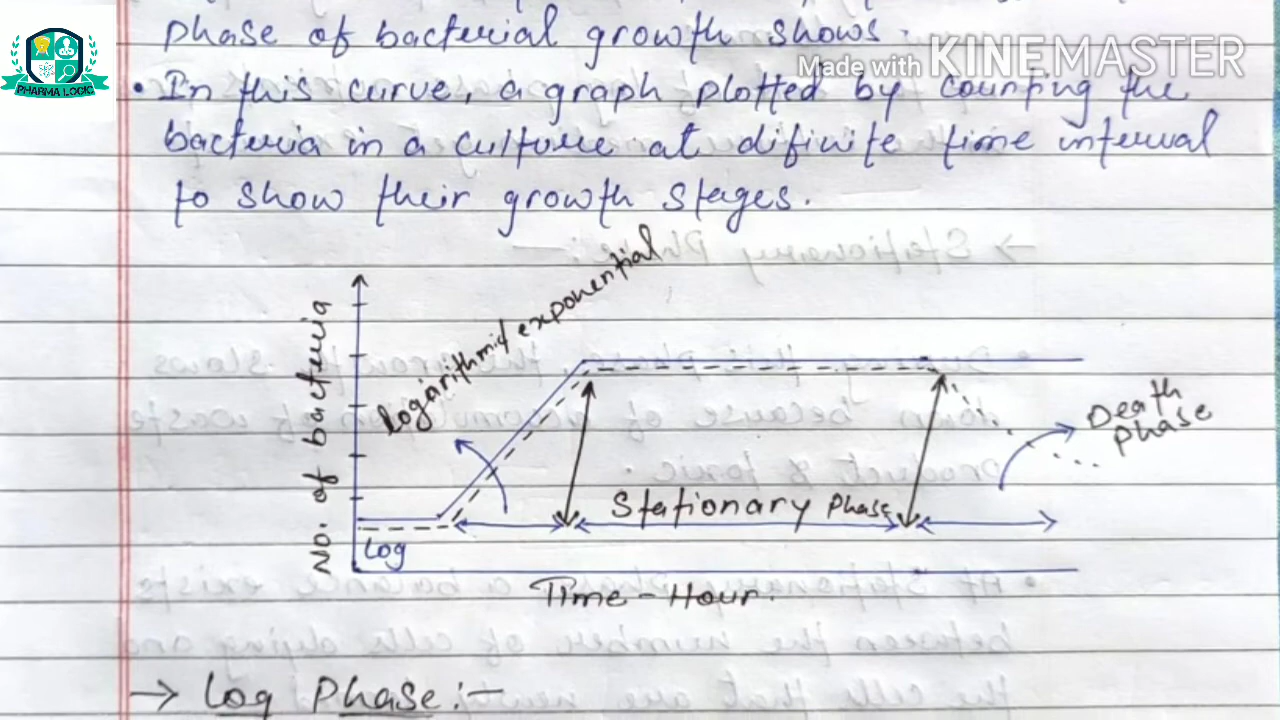 phase of bacterial growth shows.
Made with KINEMASTER
PHARMA LOGIC
• In this curve, a graph plotted by counting the
bacteria in a culture at difinite time interval
to show their growth stages.
logarithmic/exponential
No. of bacteria
Death
Phase
Stationary Phase
Log
Time - Hour.
→ Log Phase :-